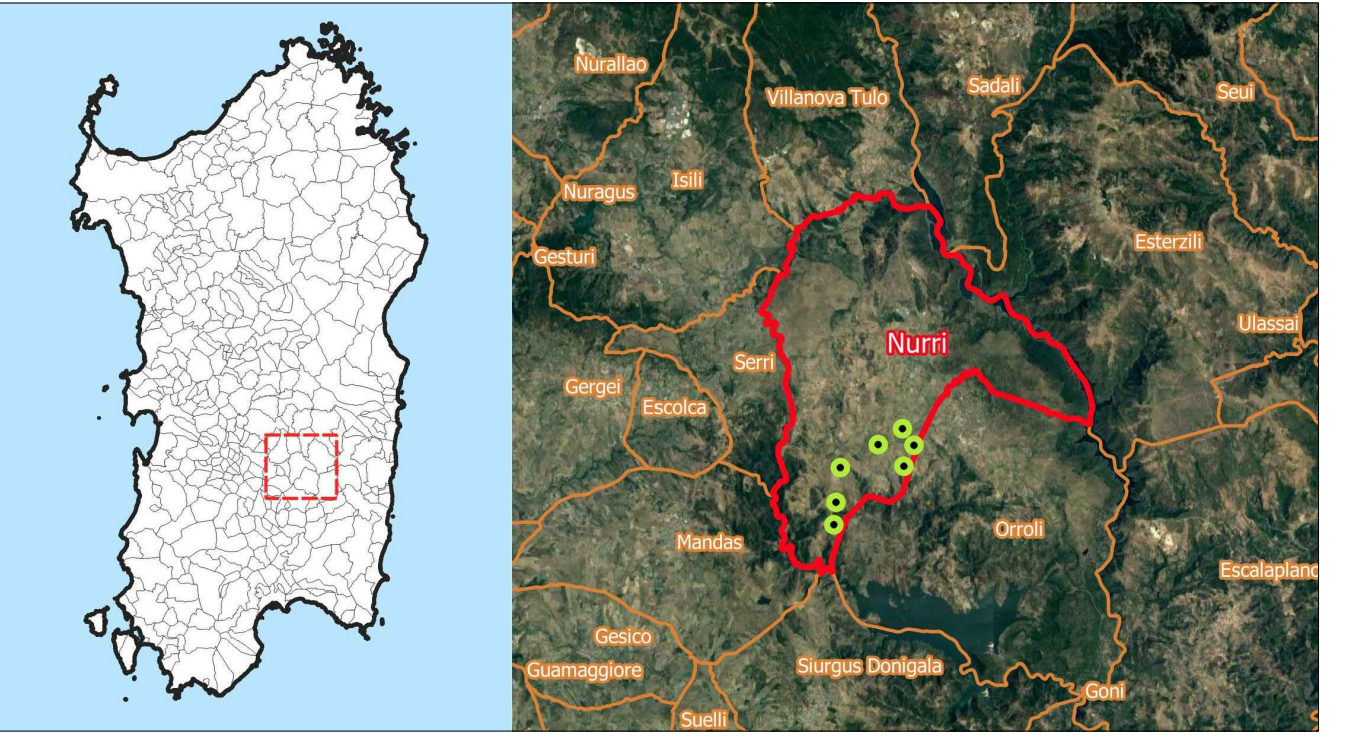 Nurallao
Villanova Tulo
Sadali
Seui
Isili
Nuragus
Esterzili
Gesturi
Ulassai
Nurri
Serri
Gergei
Escolca
Orroli
Mandas
Escalaplano
Gesico
Siurgus Donigala
Guamaggiore
Goni
Suelli